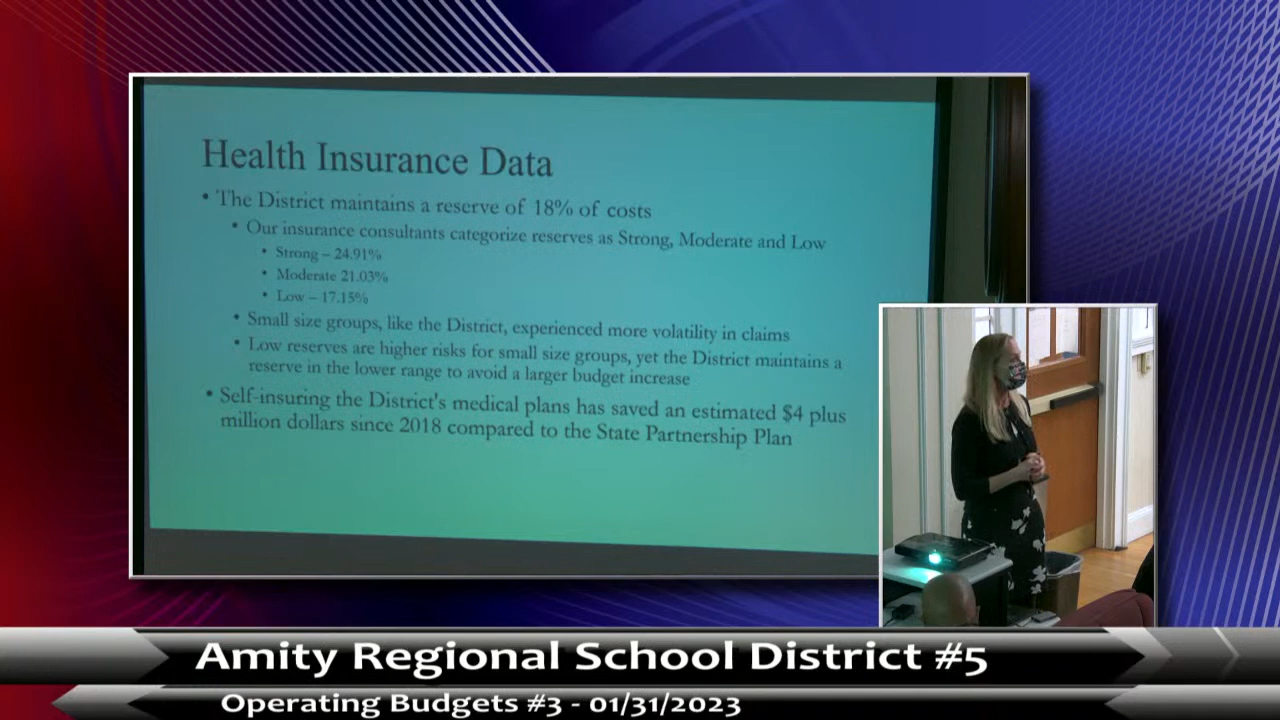 Health Insurance Data
• The District maintains a reserve of 18% of costs
• Our insurance consultants categorize reserves as Strong, Moderate and Low
• Strong – 24.91%
• Moderate 21.03%
• Low – 17.15%
• Small size groups, like the District, experienced more volatility in claims
• Low reserves are higher risks for small size groups, yet the District maintains a
reserve in the lower range to avoid a larger budget increase
• Self-insuring the District's medical plans has saved an estimated $4 plus
million dollars since 2018 compared to the State Partnership Plan
Amity Regional School District #5
Operating Budgets #3 - 01/31/2023